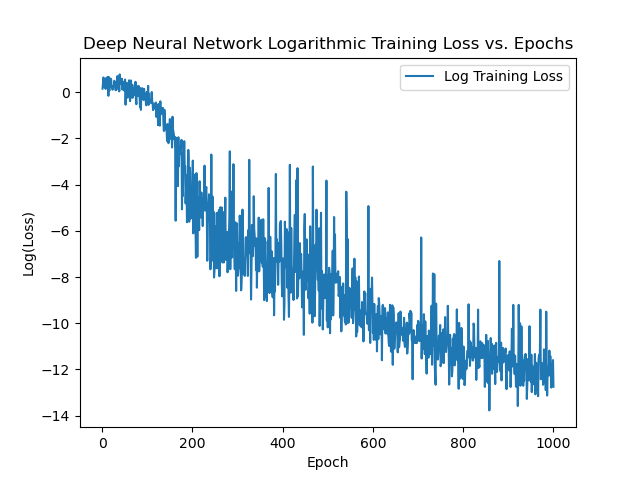 Deep Neural Network Logarithmic Training Loss vs. Epochs
Log Training Loss
0
−2
−4
−6
−8
−10
−12
−14
Log(Loss)
0 200 400 600 800 1000
Epoch